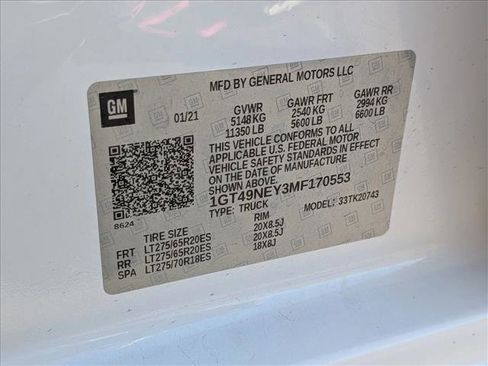 MFD BY GENERAL MOTORS LLC
GM
01/21
GVWR
5148 KG
11350 LB
GAWR FRT
2540 KG
5600 LB
GAWR RR
2994 KG
6600 LB
THIS VEHICLE CONFORMS TO ALL
APPLICABLE U.S. FEDERAL MOTOR
VEHICLE SAFETY STANDARDS IN EFFECT
ON THE DATE OF MANUFACTURE SHOWN ABOVE.
1GT49NEY3MF170553
TYPE: TRUCK
MODEL: 33TK20743
8624
TIRE SIZE
RIM
FRT LT275/65R20ES 20X8.5J
RR LT275/65R20ES 20X8.5J
SPA LT275/70R18ES 18X8J